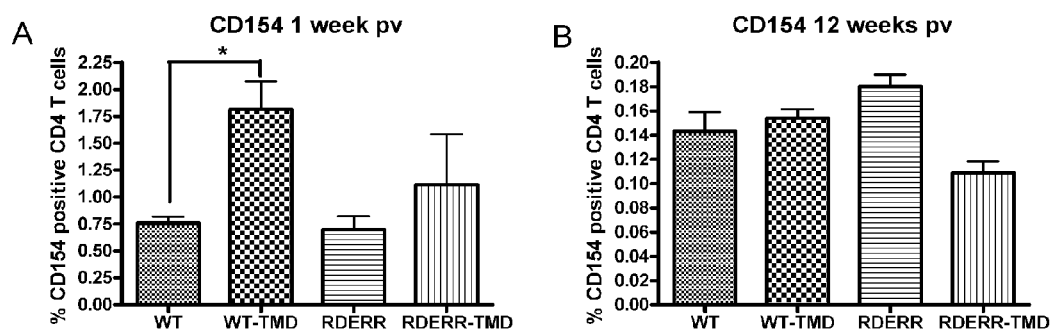 A
CD154 1 week pv
% CD154 positive CD4 T cells
2.25
2.00
1.75
1.50
1.25
1.00
0.75
0.50
0.25
0.00
*
WT
WT-TMD
RDERR
RDERR-TMD
B
CD154 12 weeks pv
% CD154 positive CD4 T cells
0.20
0.18
0.16
0.14
0.12
0.10
0.08
0.06
0.04
0.02
0.00
WT
WT-TMD
RDERR
RDERR-TMD